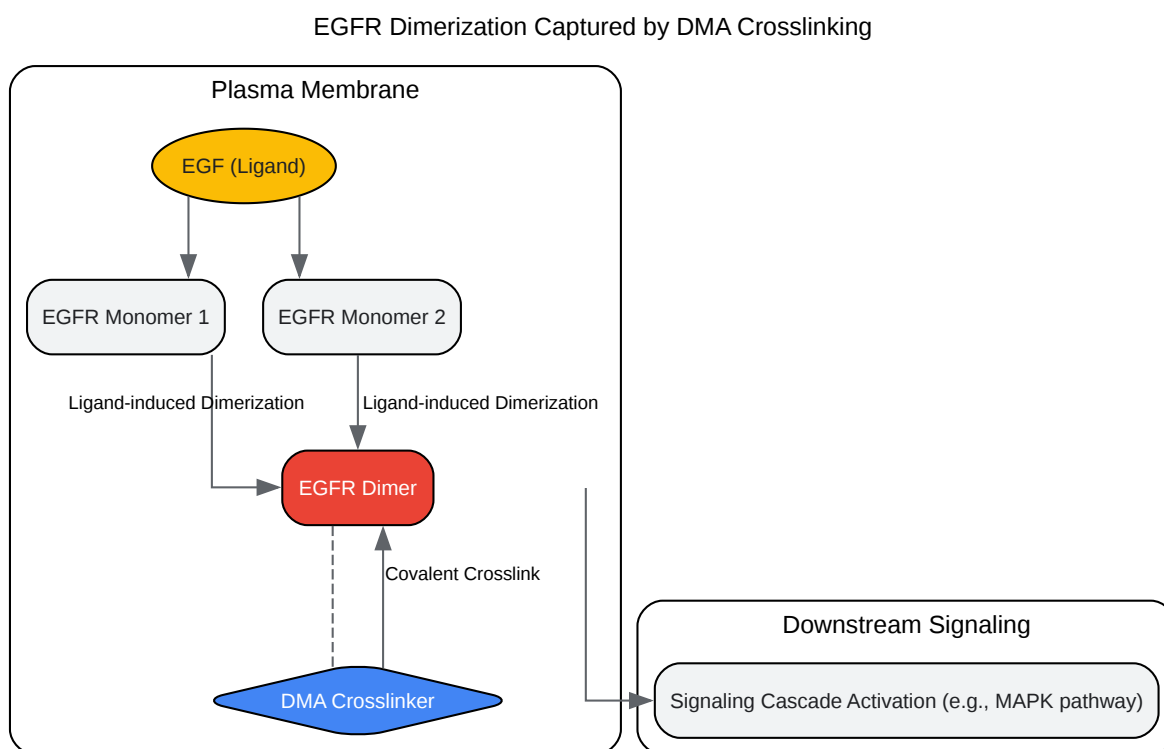 EGFR Dimerization Captured by DMA Crosslinking
Plasma Membrane
EGF (Ligand)
EGFR Monomer 1
EGFR Monomer 2
Ligand-induced Dimerization
Ligand-induced Dimerization
EGFR Dimer
Covalent Crosslink
DMA Crosslinker
Downstream Signaling
Signaling Cascade Activation (e.g., MAPK pathway)